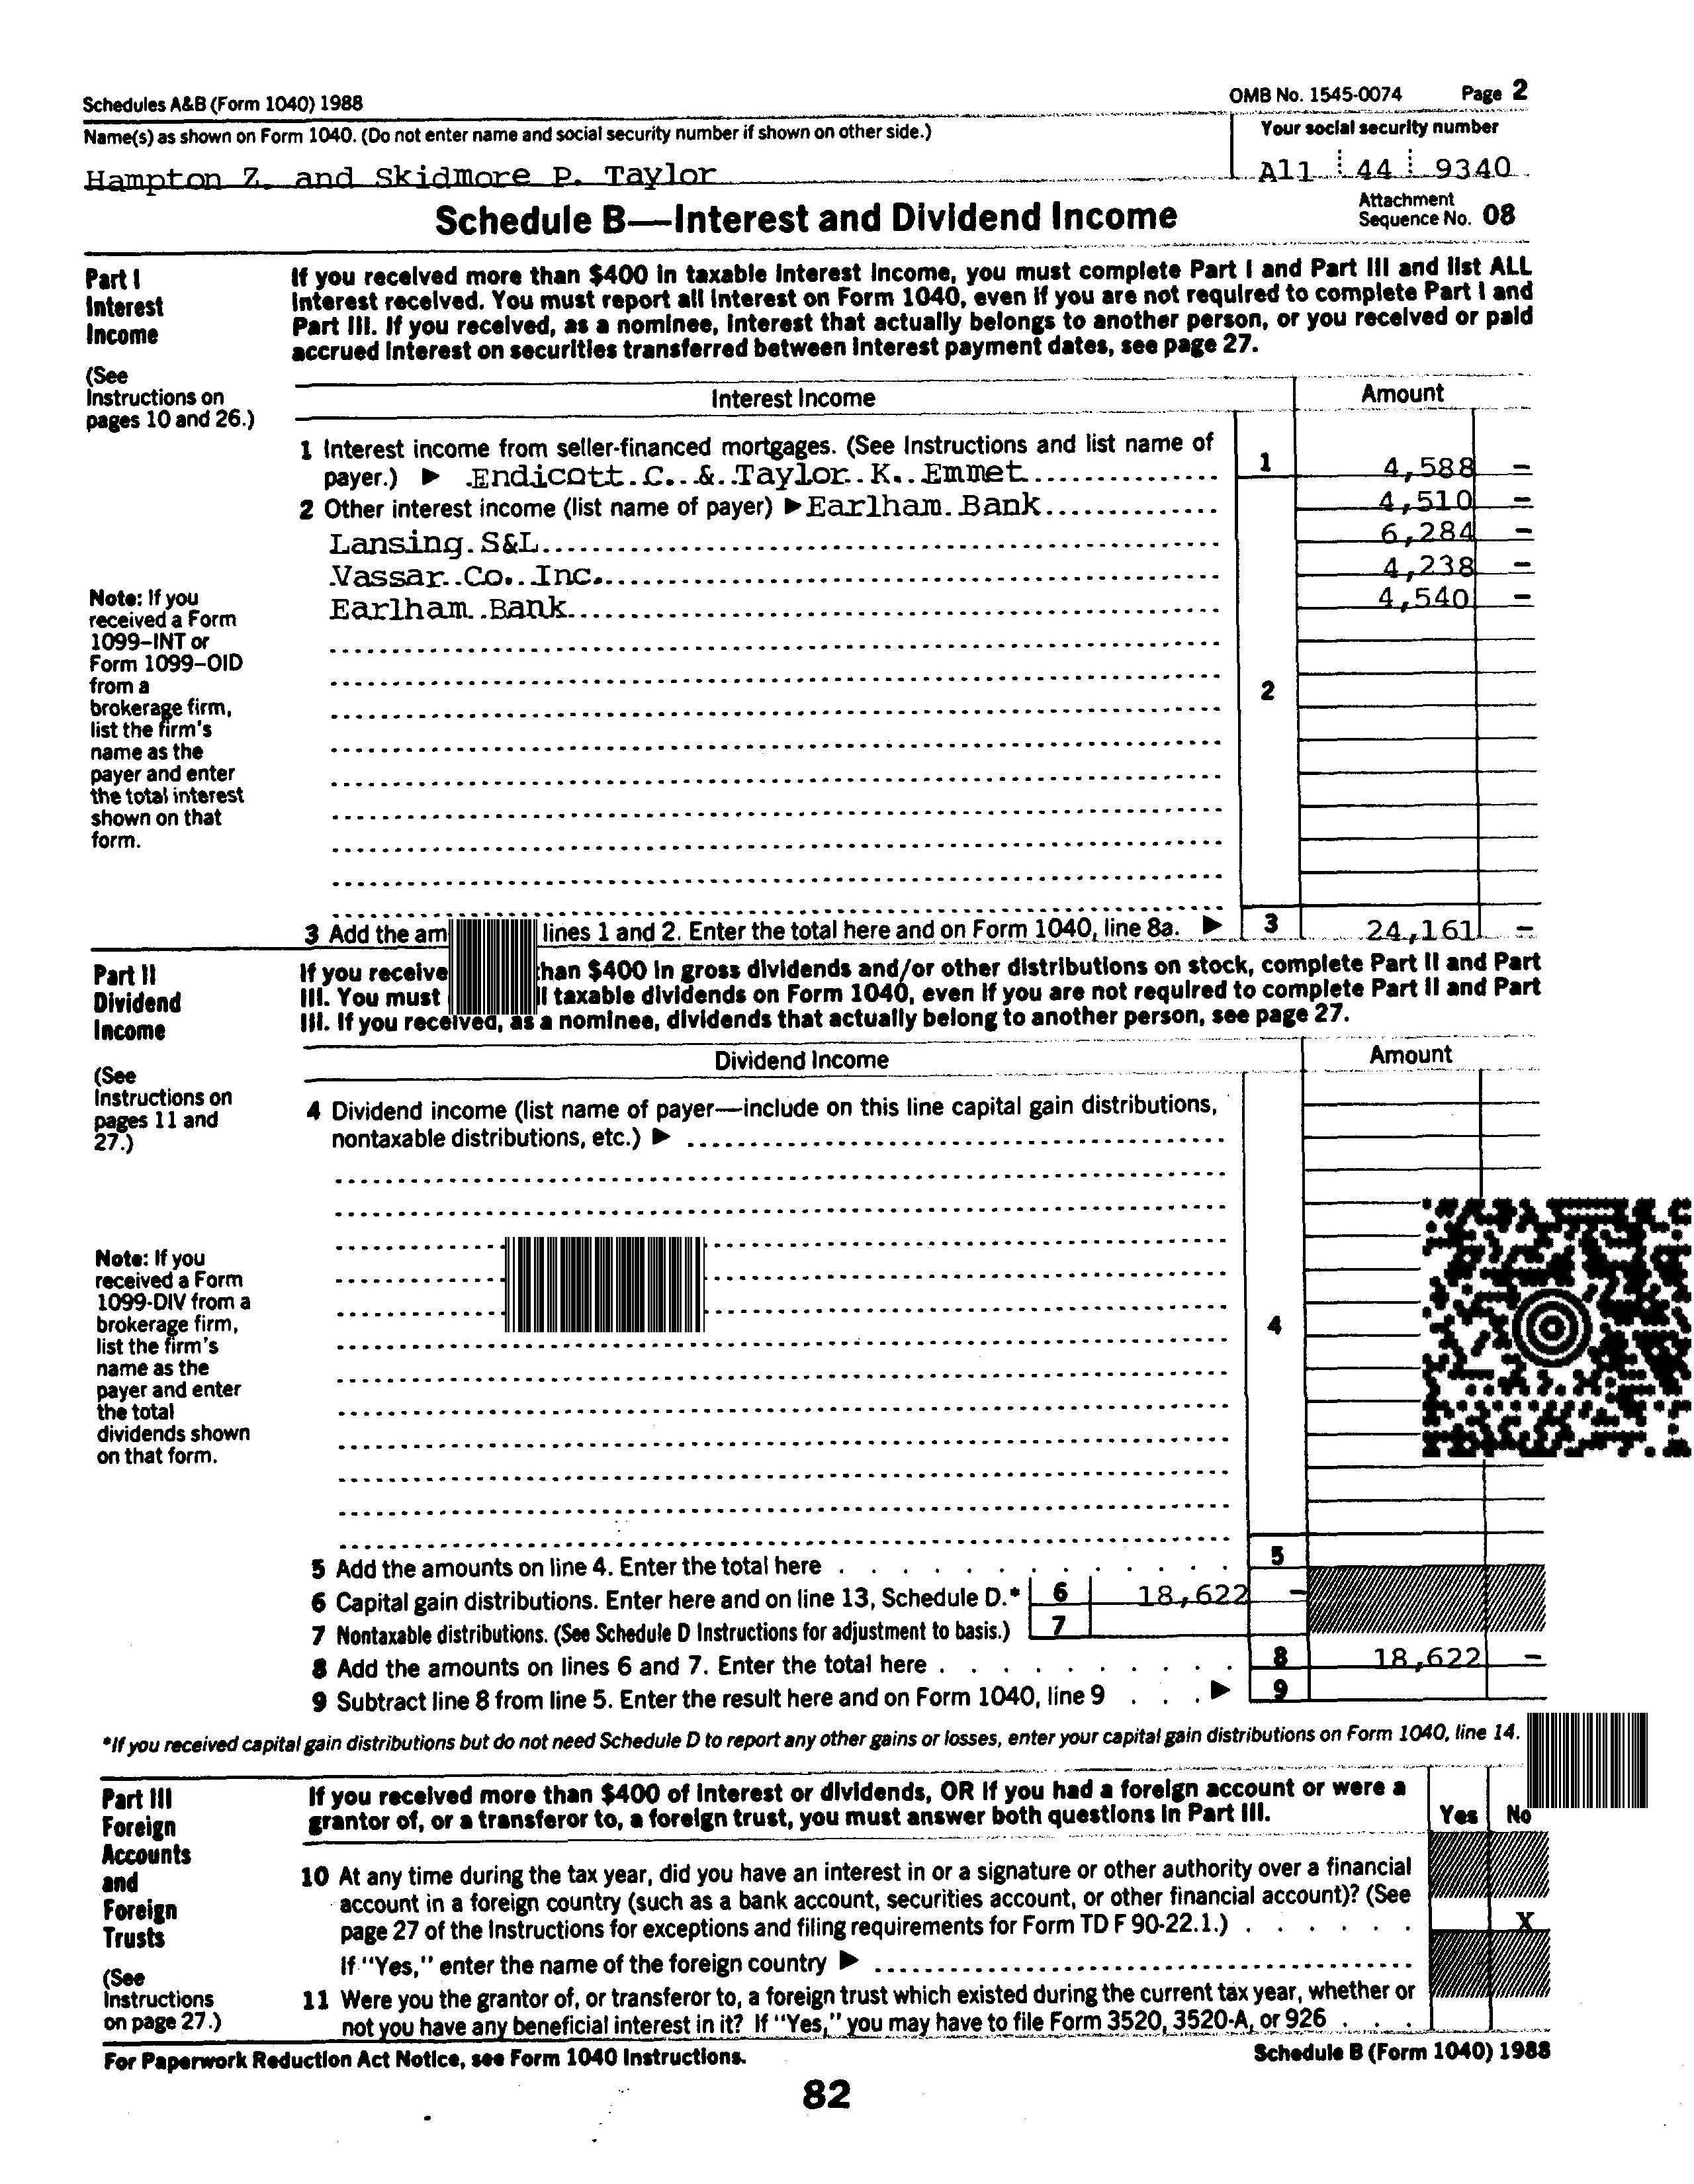 Schedules A&B (Form 1040) 1988
OMB No. 1545-0074 Page 2
Name(s) as shown on Form 1040. (Do not enter name and social security number if shown on other side.)
Your social security number
Hampton Z. and Skidmore P. Taylor
A11 44 9340
Schedule B—Interest and Dividend Income
Attachment
Sequence No. 08
Part I
Interest
Income
(See
Instructions on
pages 10 and 26.)
If you received more than $400 in taxable interest income, you must complete Part I and Part III and list ALL
interest received. You must report all interest on Form 1040, even if you are not required to complete Part I and
Part III. If you received, as a nominee, interest that actually belongs to another person, or you received or paid
accrued interest on securities transferred between interest payment dates, see page 27.
Interest Income
Amount
1 Interest income from seller-financed mortgages. (See Instructions and list name of
payer.) ▶ Endicott C. & Taylor K. Emmet 1 4,588 –
2 Other interest income (list name of payer) ▶ Earlham Bank 4,510 –
Lansing S&L 6,284 –
Vassar Co. Inc. 4,238 –
Earlham Bank 4,540 –
2
Note: If you
received a Form
1099–INT or
Form 1099–OID
from a
brokerage firm,
list the firm's
name as the
payer and enter
the total interest
shown on that
form.
3 Add the am lines 1 and 2. Enter the total here and on Form 1040, line 8a. ▶ 3 24,161 –
Part II
Dividend
Income
(See
Instructions on
pages 11 and
27.)
If you receive than $400 in gross dividends and/or other distributions on stock, complete Part II and Part
III. You must taxable dividends on Form 1040, even if you are not required to complete Part II and Part
III. If you received, as a nominee, dividends that actually belong to another person, see page 27.
Dividend Income
Amount
4 Dividend income (list name of payer—include on this line capital gain distributions,
nontaxable distributions, etc.) ▶
4
Note: If you
received a Form
1099-DIV from a
brokerage firm,
list the firm's
name as the
payer and enter
the total
dividends shown
on that form.
5 Add the amounts on line 4. Enter the total here 5
6 Capital gain distributions. Enter here and on line 13, Schedule D.* 6 18,622 –
7 Nontaxable distributions. (See Schedule D Instructions for adjustment to basis.) 7
8 Add the amounts on lines 6 and 7. Enter the total here 8 18,622 –
9 Subtract line 8 from line 5. Enter the result here and on Form 1040, line 9 ▶ 9
*If you received capital gain distributions but do not need Schedule D to report any other gains or losses, enter your capital gain distributions on Form 1040, line 14.
Part III
Foreign
Accounts
and
Foreign
Trusts
(See
Instructions
on page 27.)
If you received more than $400 of interest or dividends, OR if you had a foreign account or were a
grantor of, or a transferor to, a foreign trust, you must answer both questions in Part III.
Yes No
10 At any time during the tax year, did you have an interest in or a signature or other authority over a financial
account in a foreign country (such as a bank account, securities account, or other financial account)? (See
page 27 of the Instructions for exceptions and filing requirements for Form TD F 90-22.1.) X
If "Yes," enter the name of the foreign country ▶
11 Were you the grantor of, or transferor to, a foreign trust which existed during the current tax year, whether or
not you have any beneficial interest in it? If "Yes," you may have to file Form 3520, 3520-A, or 926
For Paperwork Reduction Act Notice, see Form 1040 Instructions.
Schedule B (Form 1040) 1988
82